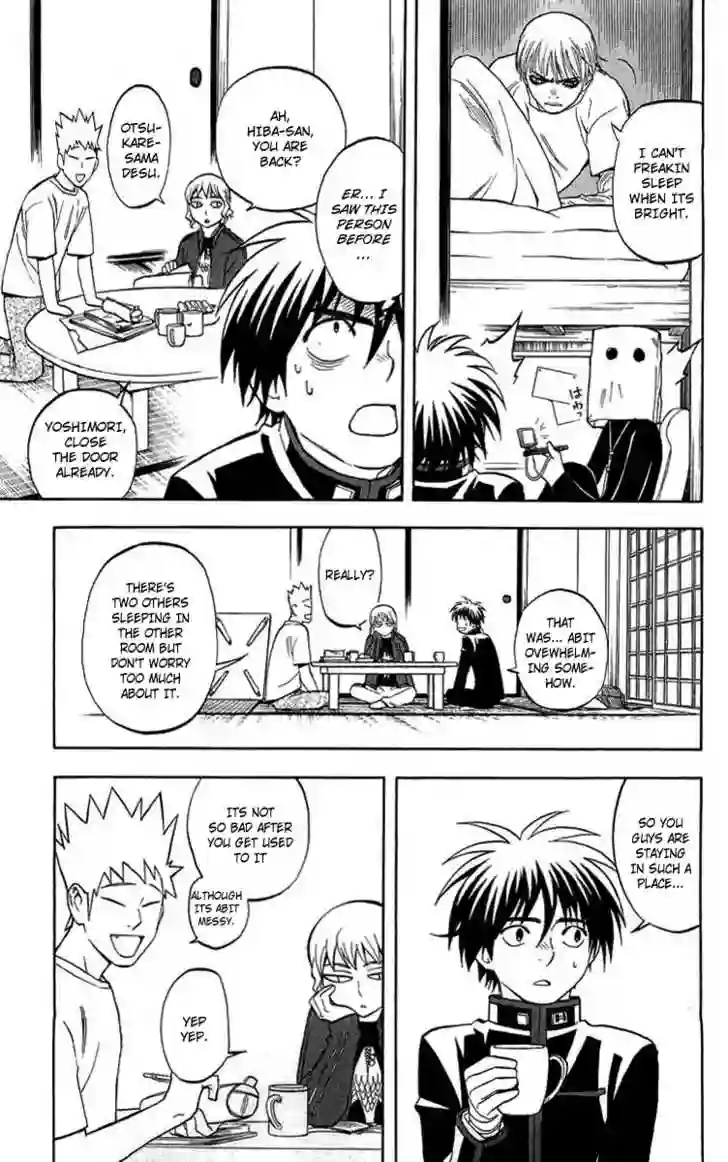 I CAN'T
FREAKIN
SLEEP
WHEN ITS
BRIGHT.
はわっ
AH,
HIBA-SAN,
YOU ARE
BACK?
ER... I
SAW THIS
PERSON
BEFORE
...
OTSU-
KARE-
SAMA
DESU.
YOSHIMORI,
CLOSE
THE DOOR
ALREADY.
THAT
WAS... ABIT
OVEWHELM-
ING SOME-
HOW.
REALLY?
THERE'S
TWO OTHERS
SLEEPING
IN THE
OTHER
ROOM BUT
DON'T WORRY
TOO MUCH
ABOUT IT.
SO YOU
GUYS ARE
STAYING
IN SUCH A
PLACE...
ITS NOT
SO BAD AFTER
YOU GET USED
TO IT
ALTHOUGH
ITS ABIT
MESSY.
YEP
YEP.